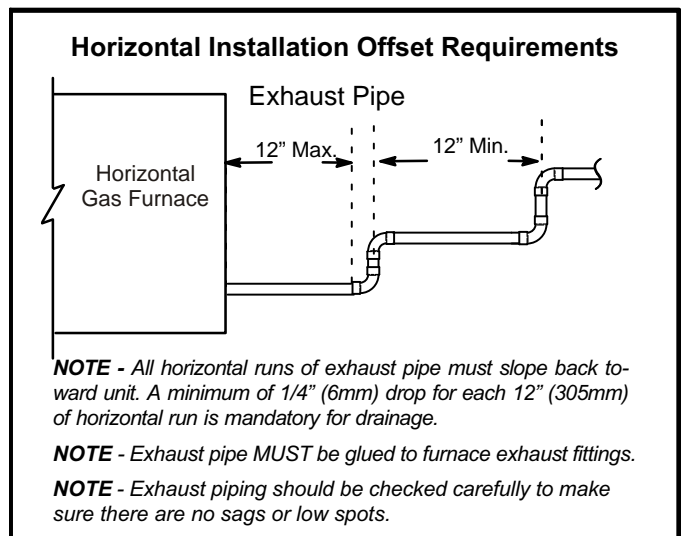 Horizontal Installation Offset Requirements
Exhaust Pipe
12” Max.
12” Min.
Horizontal
Gas Furnace
NOTE - All horizontal runs of exhaust pipe must slope back to-
ward unit. A minimum of 1/4” (6mm) drop for each 12” (305mm)
of horizontal run is mandatory for drainage.
NOTE - Exhaust pipe MUST be glued to furnace exhaust fittings.
NOTE - Exhaust piping should be checked carefully to make
sure there are no sags or low spots.